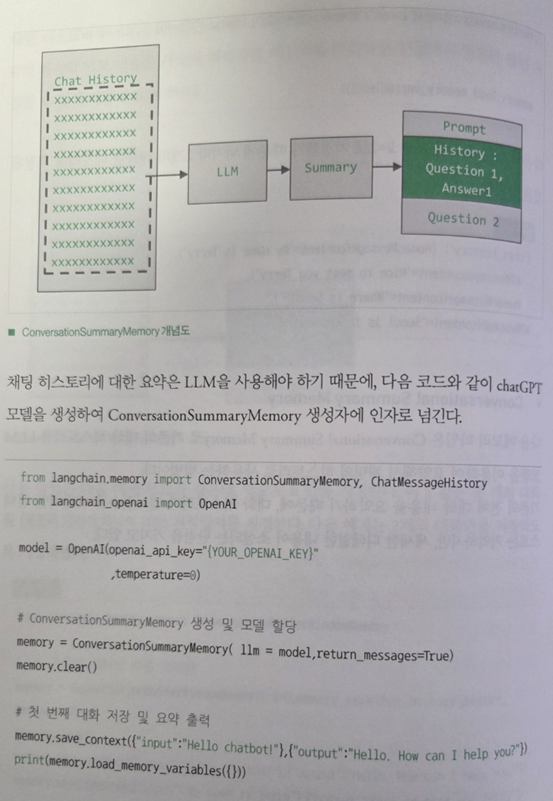 Chat History
xxxxxxxxxxxx
xxxxxxxxxxxx
xxxxxxxxxxxx
xxxxxxxxxxxx
xxxxxxxxxxxx
xxxxxxxxxxxx
xxxxxxxxxxxx
xxxxxxxxxxxx
xxxxxxxxxxxx
xxxxxxxxxxxx
LLM
Summary
Prompt
History :
Question 1,
Answer1
Question 2
■ ConversationSummaryMemory 개념도
채팅 히스토리에 대한 요약은 LLM을 사용해야 하기 때문에, 다음 코드와 같이 chatGPT
모델을 생성하여 ConversationSummaryMemory 생성자에 인자로 넘긴다.
from langchain.memory import ConversationSummaryMemory, ChatMessageHistory
from langchain_openai import OpenAI
model = OpenAI(openai_api_key="{YOUR_OPENAI_KEY}"
,temperature=0)
# ConversationSummaryMemory 생성 및 모델 할당
memory = ConversationSummaryMemory( llm = model,return_messages=True)
memory.clear()
# 첫 번째 대화 저장 및 요약 출력
memory.save_context({"input":"Hello chatbot!"},{"output":"Hello. How can I help you?"})
print(memory.load_memory_variables({}))